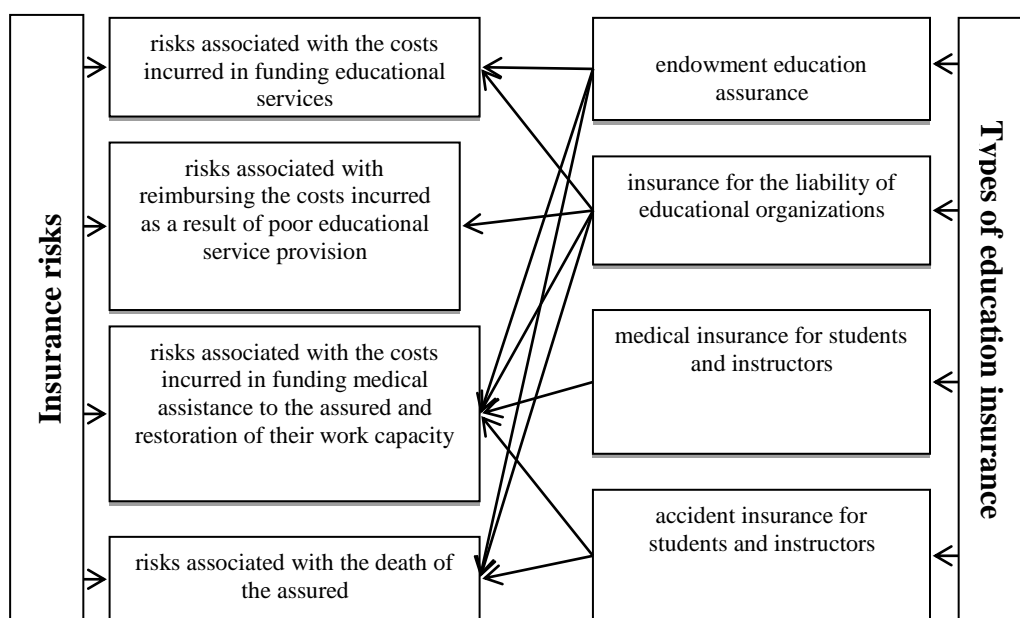 Insurance risks
risks associated with the costs
incurred in funding educational
services
risks associated with
reimbursing the costs incurred
as a result of poor educational
service provision
risks associated with the costs
incurred in funding medical
assistance to the assured and
restoration of their work capacity
risks associated with the death of
the assured
endowment education
assurance
insurance for the liability of
educational organizations
medical insurance for students
and instructors
accident insurance for
students and instructors
Types of education insurance